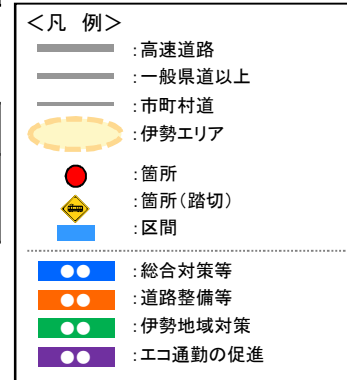 <凡 例>
:高速道路
:一般県道以上
:市町村道
:伊勢エリア
:箇所
:箇所(踏切)
:区間
●● :総合対策等
●● :道路整備等
●● :伊勢地域対策
●● :エコ通勤の促進